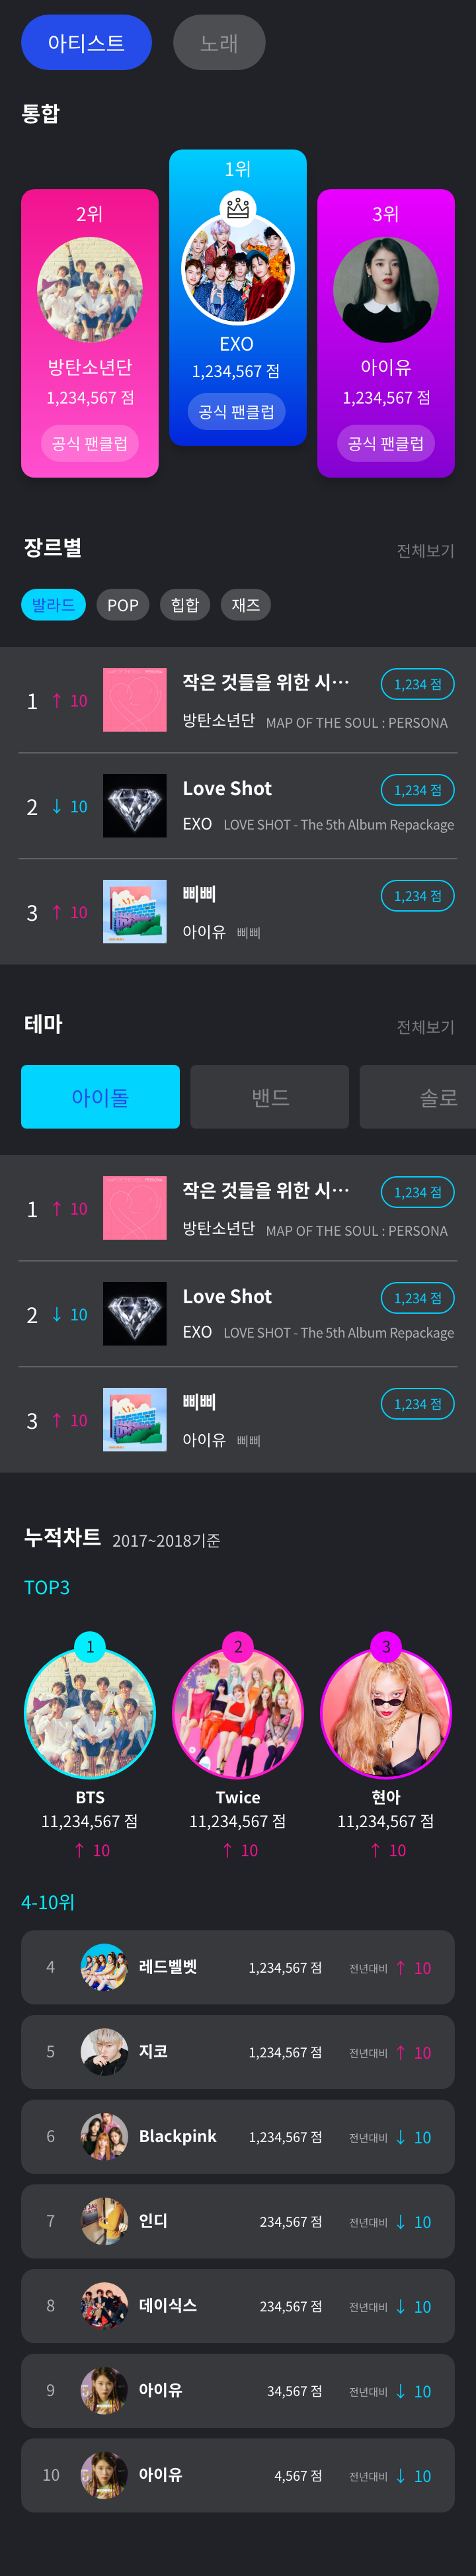 아티스트 노래
통합
1위
2위 3위
EXO
방탄소년단 1,234,567 점 아이유
1,234,567 점 공식 팬클럽 1,234,567 점
공식 팬클럽 공식 팬클럽
장르별 전체보기
발라드 POP 힙합 재즈
작은 것들을 위한 시… 1,234 점
1 ↑ 10
방탄소년단 MAP OF THE SOUL : PERSONA
Love Shot 1,234 점
2 ↓ 10
EXO LOVE SHOT - The 5th Album Repackage
삐삐 1,234 점
3 ↑ 10
아이유 삐삐
테마 전체보기
아이돌 밴드 솔로
작은 것들을 위한 시… 1,234 점
1 ↑ 10
방탄소년단 MAP OF THE SOUL : PERSONA
Love Shot 1,234 점
2 ↓ 10
EXO LOVE SHOT - The 5th Album Repackage
삐삐 1,234 점
3 ↑ 10
아이유 삐삐
누적차트 2017~2018기준
TOP3
1 2 3
BTS Twice 현아
11,234,567 점 11,234,567 점 11,234,567 점
↑ 10 ↑ 10 ↑ 10
4-10위
4 레드벨벳 1,234,567 점 전년대비 ↑ 10
5 지코 1,234,567 점 전년대비 ↑ 10
6 Blackpink 1,234,567 점 전년대비 ↓ 10
7 인디 234,567 점 전년대비 ↓ 10
8 데이식스 234,567 점 전년대비 ↓ 10
9 아이유 34,567 점 전년대비 ↓ 10
10 아이유 4,567 점 전년대비 ↓ 10